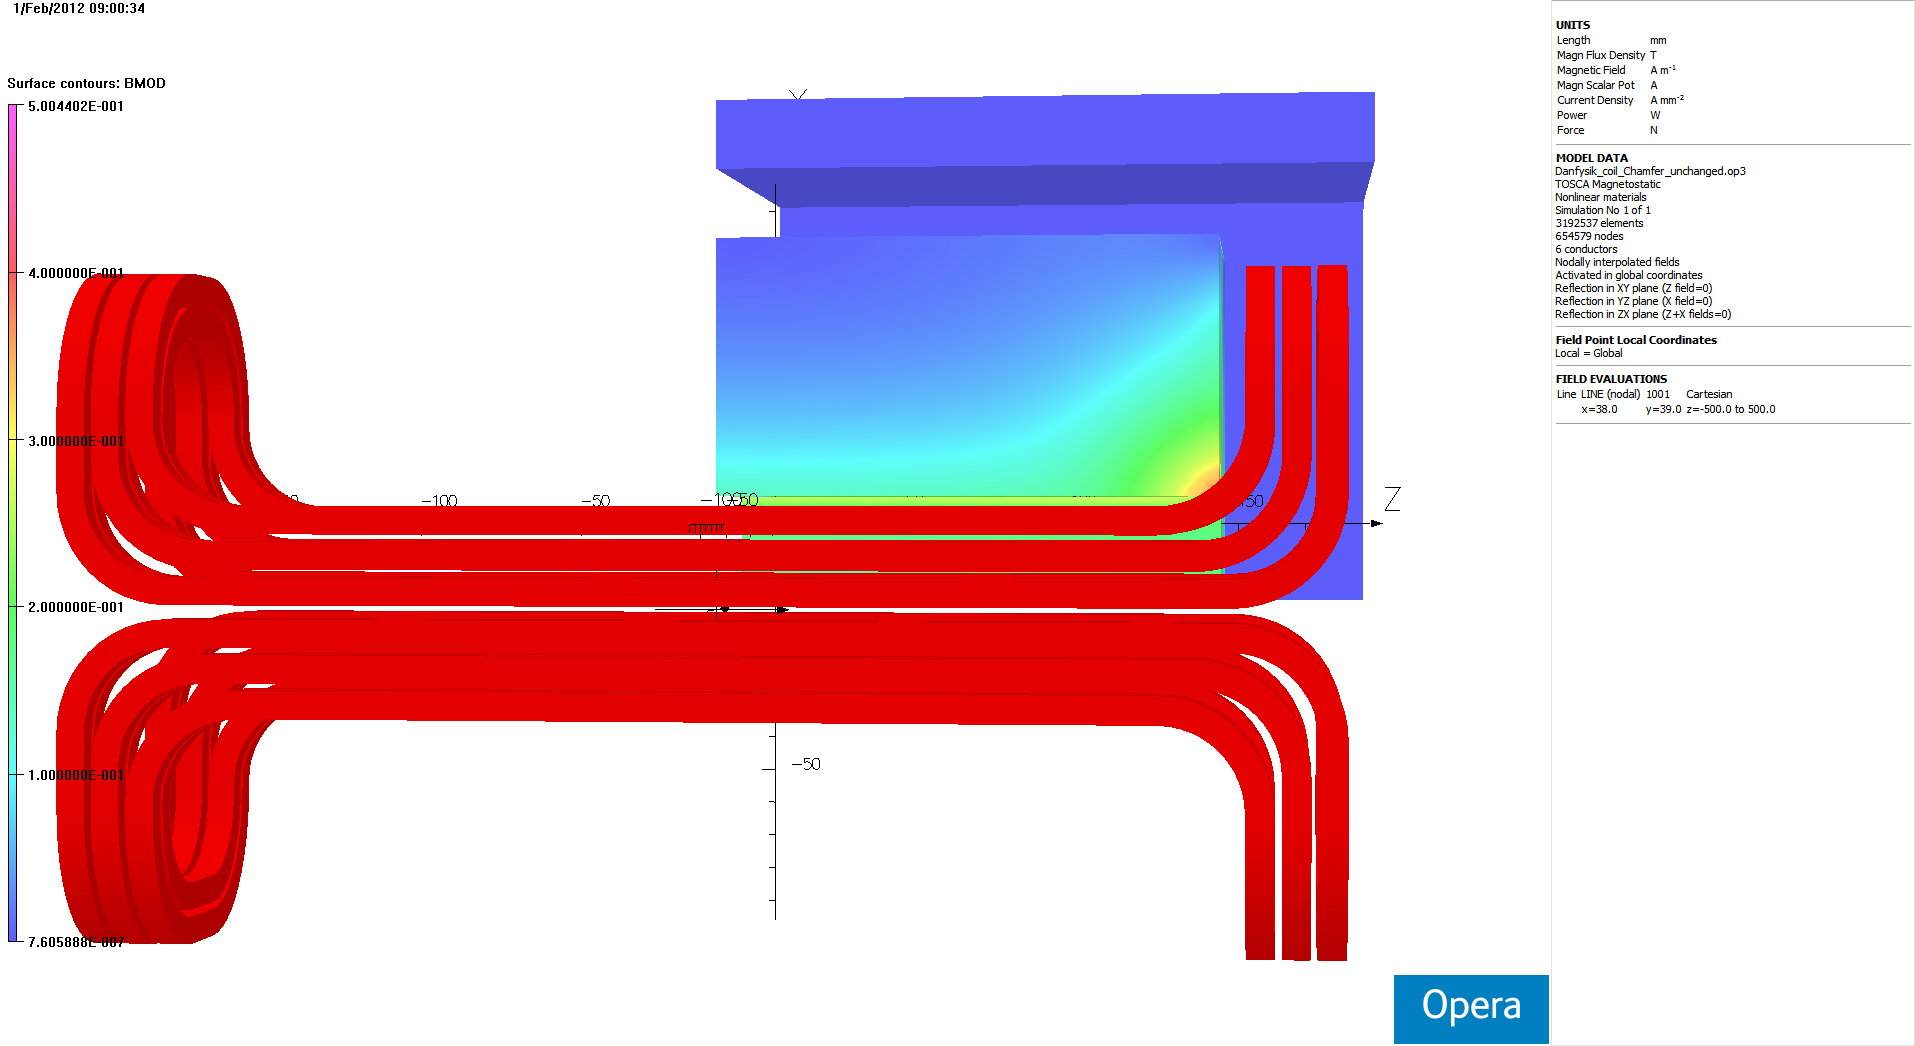 1/Feb/2012 09:00:34
Surface contours: BMOD
5.004402E-001
4.000000E-001
3.000000E-001
2.000000E-001
1.000000E-001
7.605888E-007
Y
-100
-50
-100
50
Z
-50
Opera
UNITS
Length mm
Magn Flux Density T
Magnetic Field A m-1
Magn Scalar Pot A
Current Density A mm-2
Power W
Force N
MODEL DATA
Danfysik_coil_Chamfer_unchanged.op3
TOSCA Magnetostatic
Nonlinear materials
Simulation No 1 of 1
3192537 elements
654579 nodes
6 conductors
Nodally interpolated fields
Activated in global coordinates
Reflection in XY plane (Z field=0)
Reflection in YZ plane (X field=0)
Reflection in ZX plane (Z+X fields=0)
Field Point Local Coordinates
Local = Global
FIELD EVALUATIONS
Line LINE (nodal) 1001 Cartesian
x=38.0 y=39.0 z=-500.0 to 500.0